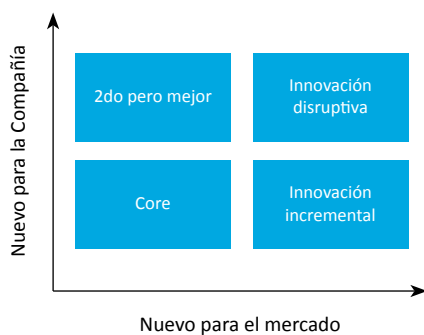 Nuevo para la Compañía
2do pero mejor
Innovación
disruptiva
Core
Innovación
incremental
Nuevo para el mercado